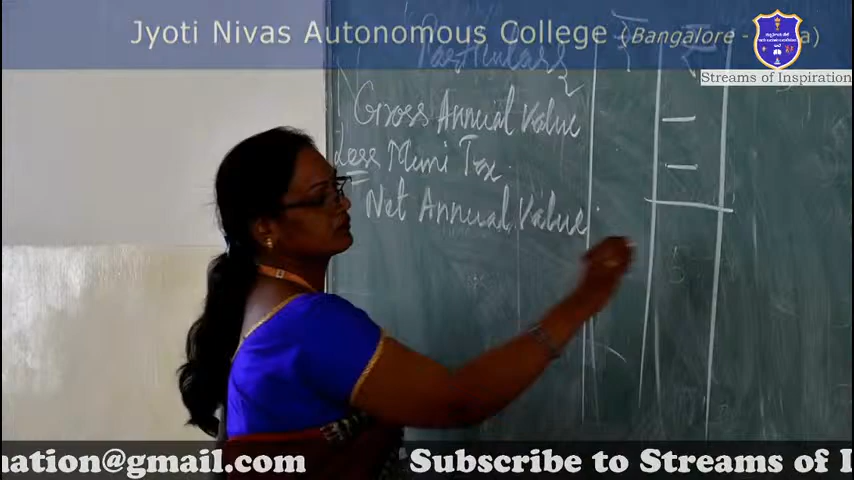 Jyoti Nivas Autonomous College (Bangalore -
Streams of Inspiration
Particulars ₹ ₹
Gross Annual Value —
Less Muni Tax —
Net Annual Value
nation@gmail.com Subscribe to Streams of I